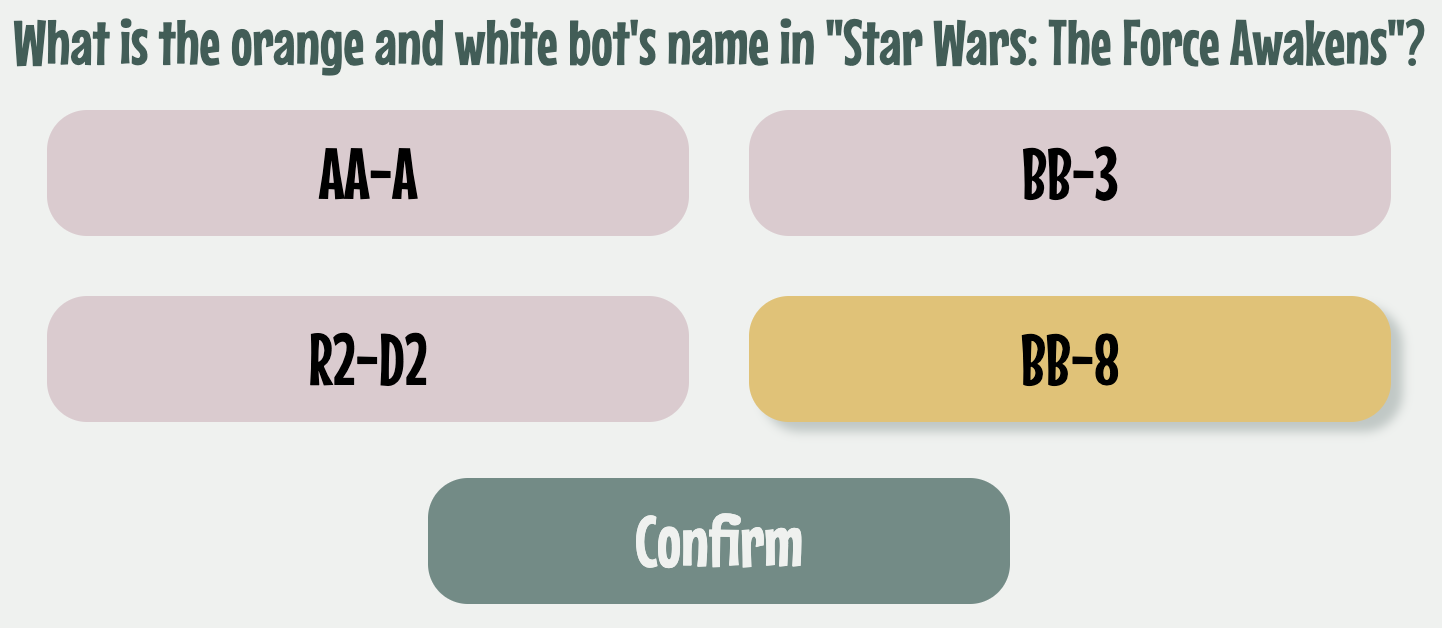 What is the orange and white bot's name in "Star Wars: The Force Awakens"?
AA-A
BB-3
R2-D2
BB-8
Confirm